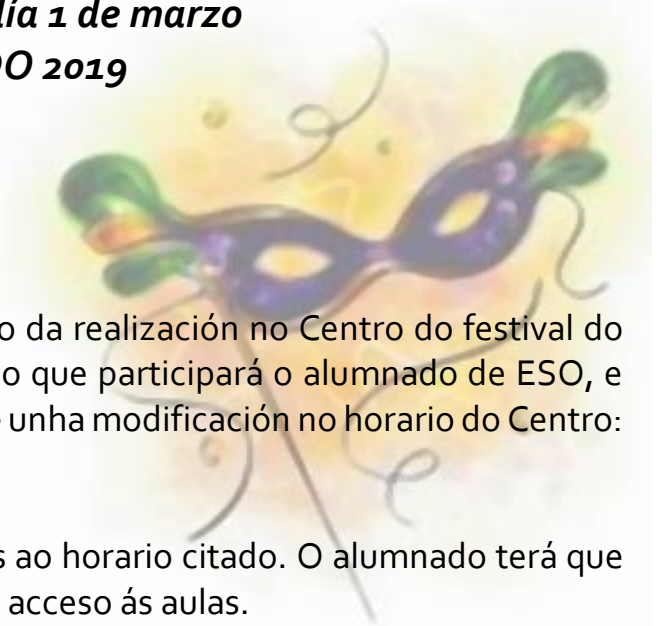 día 1 de marzo
DO 2019
o da realización no Centro do festival do
o que participará o alumnado de ESO, e
unha modificación no horario do Centro:
s ao horario citado. O alumnado terá que
acceso ás aulas.